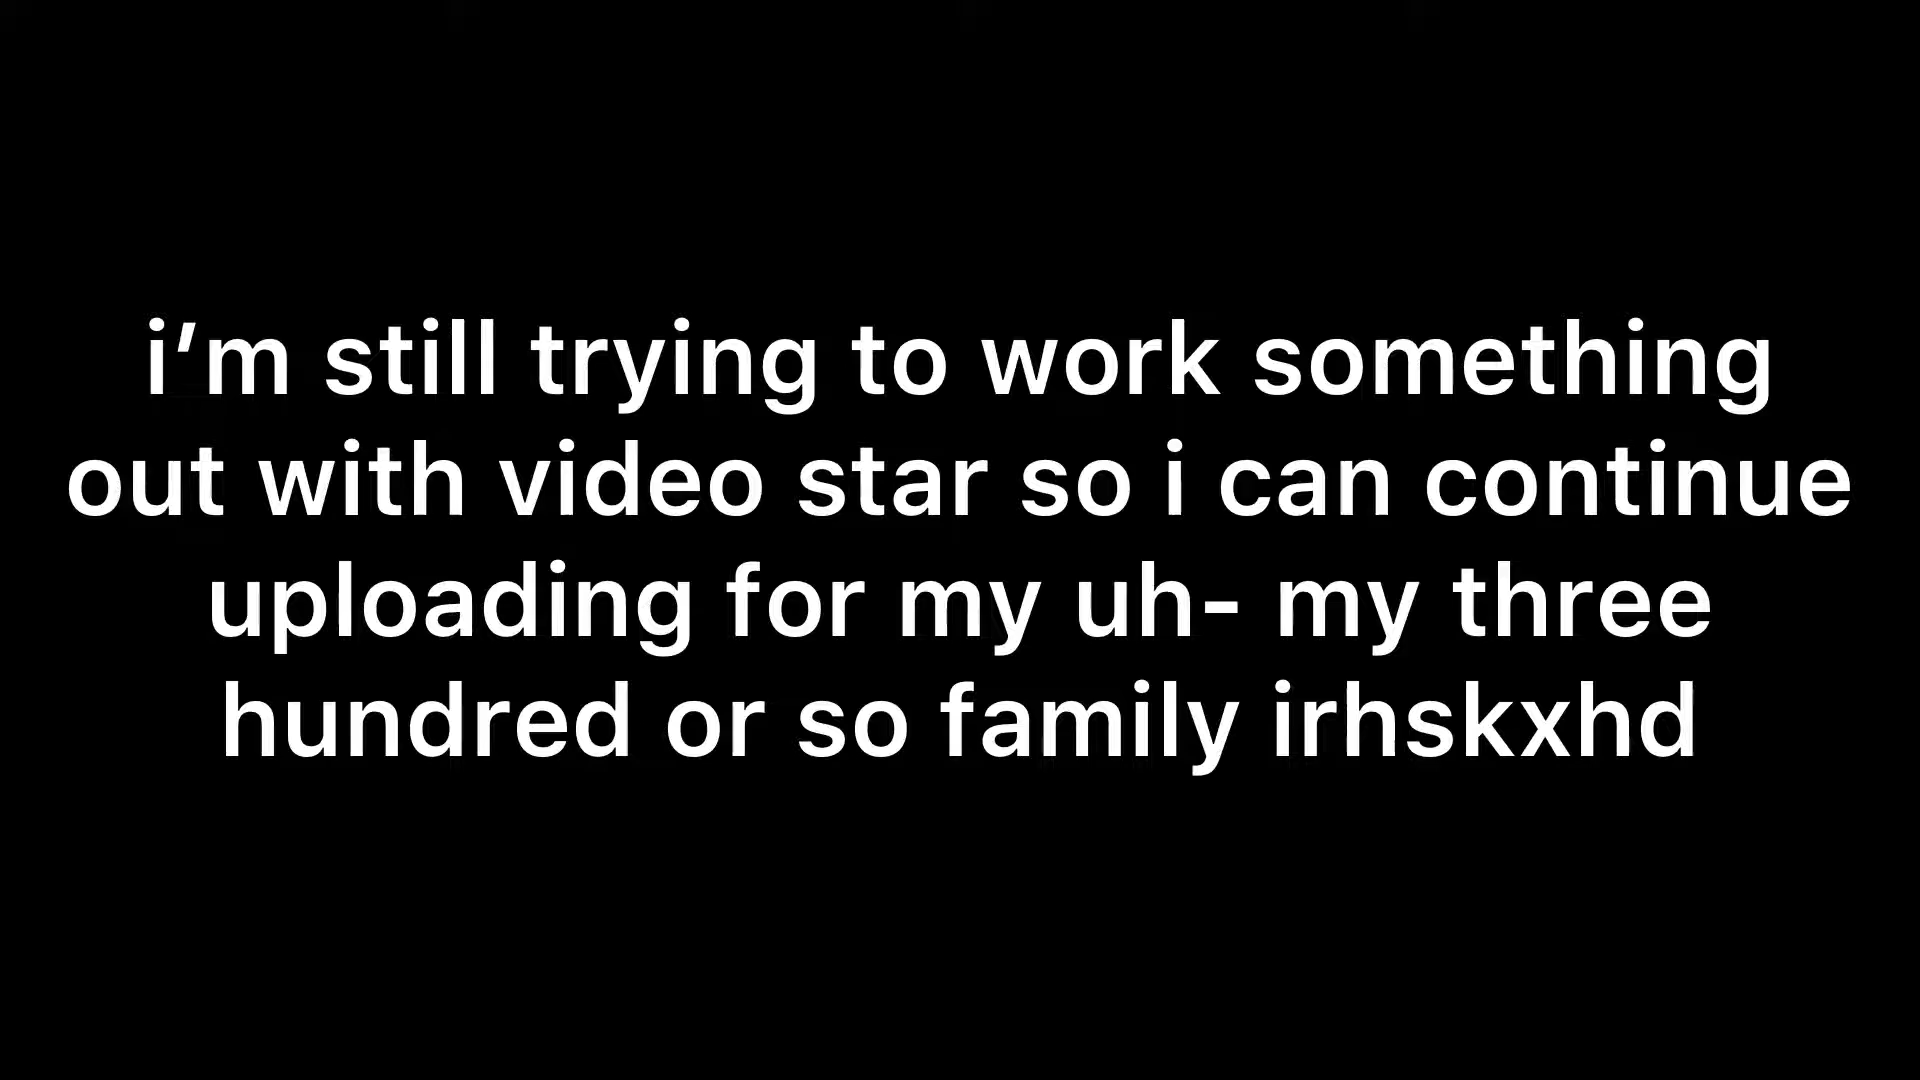 i’m still trying to work something
out with video star so i can continue
uploading for my uh- my three
hundred or so family irhskxhd